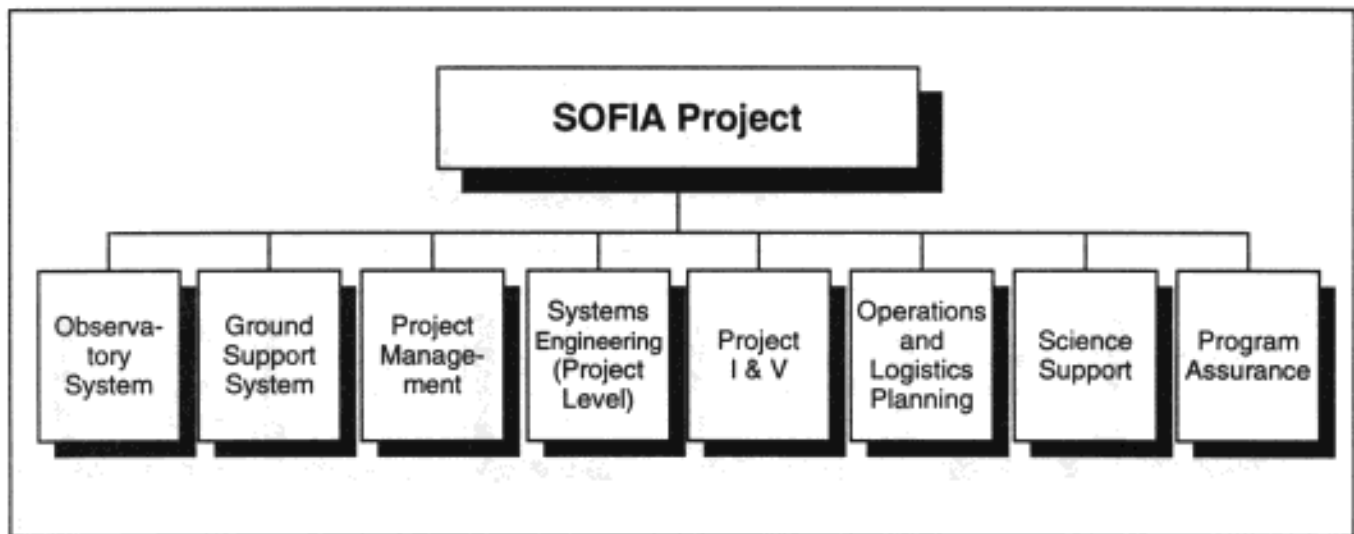 SOFIA Project
Observa-
tory
System
Ground
Support
System
Project
Manage-
ment
Systems
Engineering
(Project
Level)
Project
I & V
Operations
and
Logistics
Planning
Science
Support
Program
Assurance